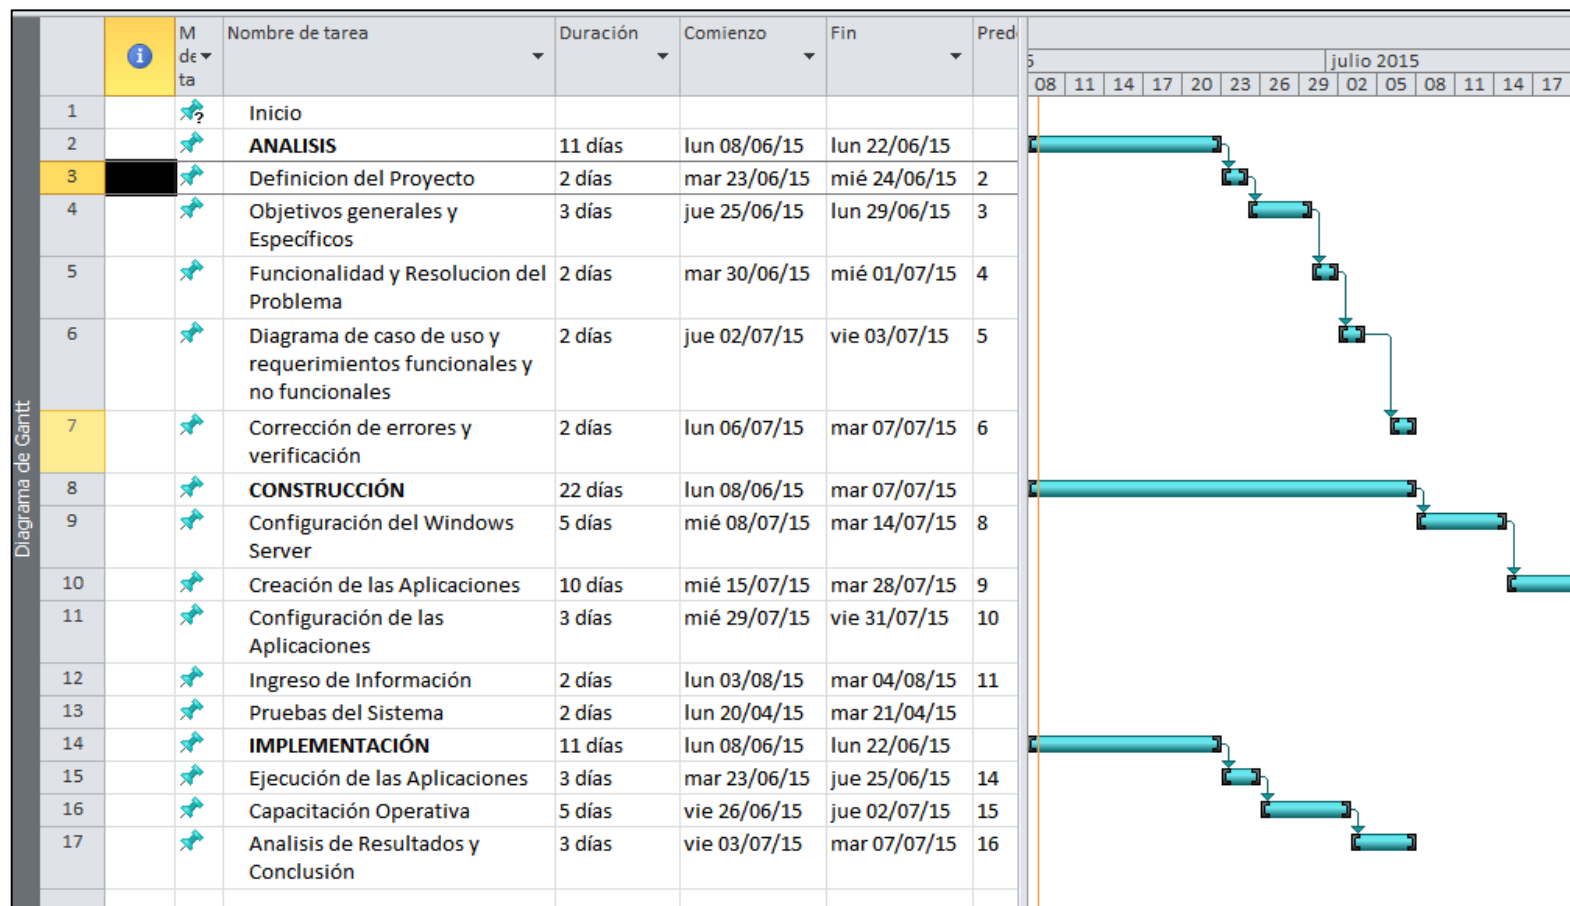 M de ta Nombre de tarea Duración Comienzo Fin Pred
5 julio 2015
08 11 14 17 20 23 26 29 02 05 08 11 14 17
1 Inicio
2 ANALISIS 11 días lun 08/06/15 lun 22/06/15
3 Definicion del Proyecto 2 días mar 23/06/15 mié 24/06/15 2
4 Objetivos generales y 3 días jue 25/06/15 lun 29/06/15 3
Específicos
5 Funcionalidad y Resolucion del 2 días mar 30/06/15 mié 01/07/15 4
Problema
6 Diagrama de caso de uso y 2 días jue 02/07/15 vie 03/07/15 5
requerimientos funcionales y
no funcionales
7 Corrección de errores y 2 días lun 06/07/15 mar 07/07/15 6
verificación
8 CONSTRUCCIÓN 22 días lun 08/06/15 mar 07/07/15
9 Configuración del Windows 5 días mié 08/07/15 mar 14/07/15 8
Server
10 Creación de las Aplicaciones 10 días mié 15/07/15 mar 28/07/15 9
11 Configuración de las 3 días mié 29/07/15 vie 31/07/15 10
Aplicaciones
12 Ingreso de Información 2 días lun 03/08/15 mar 04/08/15 11
13 Pruebas del Sistema 2 días lun 20/04/15 mar 21/04/15
14 IMPLEMENTACIÓN 11 días lun 08/06/15 lun 22/06/15
15 Ejecución de las Aplicaciones 3 días mar 23/06/15 jue 25/06/15 14
16 Capacitación Operativa 5 días vie 26/06/15 jue 02/07/15 15
17 Analisis de Resultados y 3 días vie 03/07/15 mar 07/07/15 16
Conclusión
Diagrama de Gantt